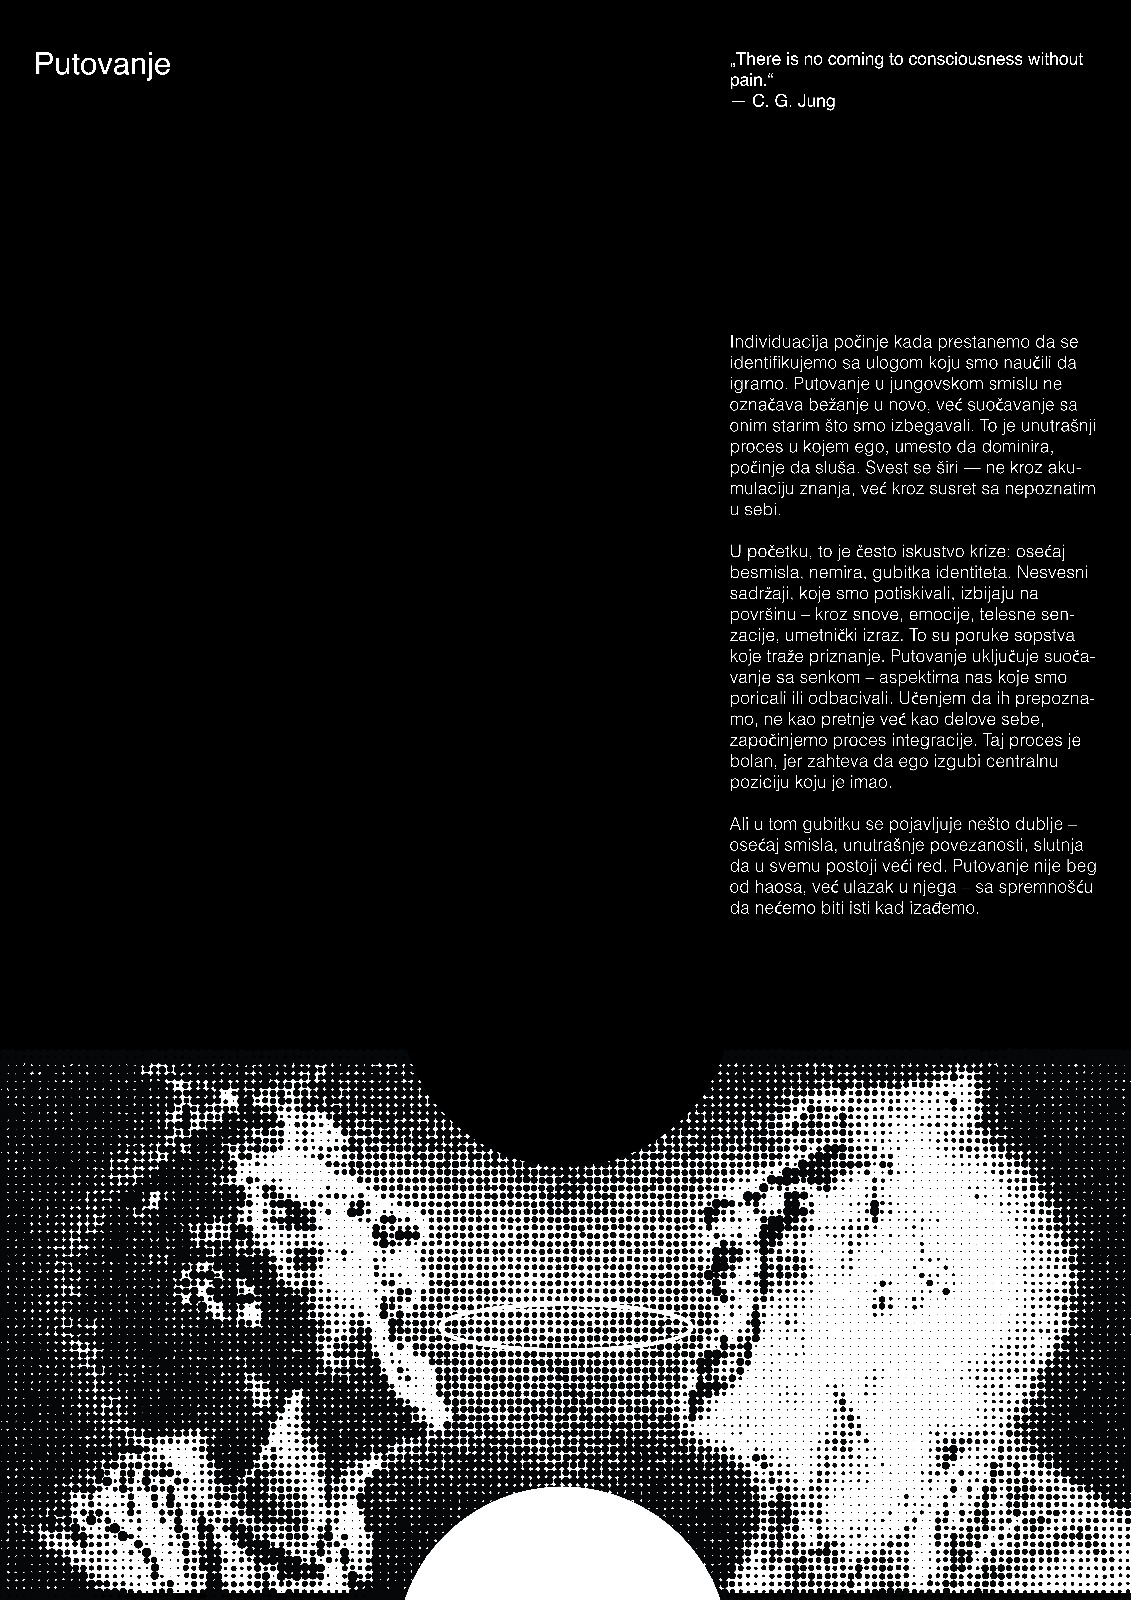 Putovanje
„There is no coming to consciousness without
pain.“
— C. G. Jung
Individuacija počinje kada prestanemo da se
identifikujemo sa ulogom koju smo naučili da
igramo. Putovanje u jungovskom smislu ne
označava bežanje u novo, već suočavanje sa
onim starim što smo izbegavali. To je unutrašnji
proces u kojem ego, umesto da dominira,
počinje da sluša. Svest se širi — ne kroz aku-
mulaciju znanja, već kroz susret sa nepoznatim
u sebi.
U početku, to je često iskustvo krize: osećaj
besmisla, nemira, gubitka identiteta. Nesvesni
sadržaji, koje smo potiskivali, izbijaju na
površinu – kroz snove, emocije, telesne sen-
zacije, umetnički izraz. To su poruke sopstva
koje traže priznanje. Putovanje uključuje suoča-
vanje sa senkom – aspektima nas koje smo
poricali ili odbacivali. Učenjem da ih prepozna-
mo, ne kao pretnje već kao delove sebe,
započinjemo proces integracije. Taj proces je
bolan, jer zahteva da ego izgubi centralnu
poziciju koju je imao.
Ali u tom gubitku se pojavljuje nešto dublje –
osećaj smisla, unutrašnje povezanosti, slutnja
da u svemu postoji veći red. Putovanje nije beg
od haosa, već ulazak u njega – sa spremnošću
da nećemo biti isti kad izađemo.